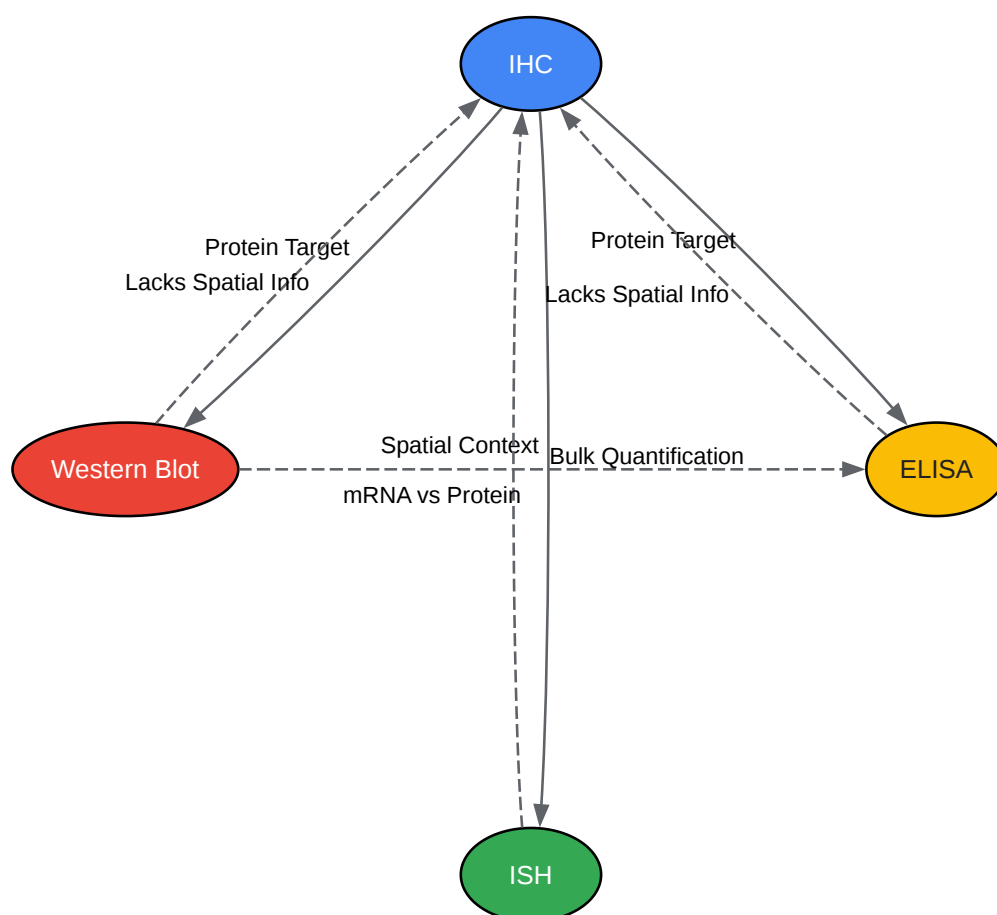 IHC
Protein Target
Protein Target
Lacks Spatial Info
Lacks Spatial Info
Spatial Context
Bulk Quantification
Western Blot
ELISA
mRNA vs Protein
ISH